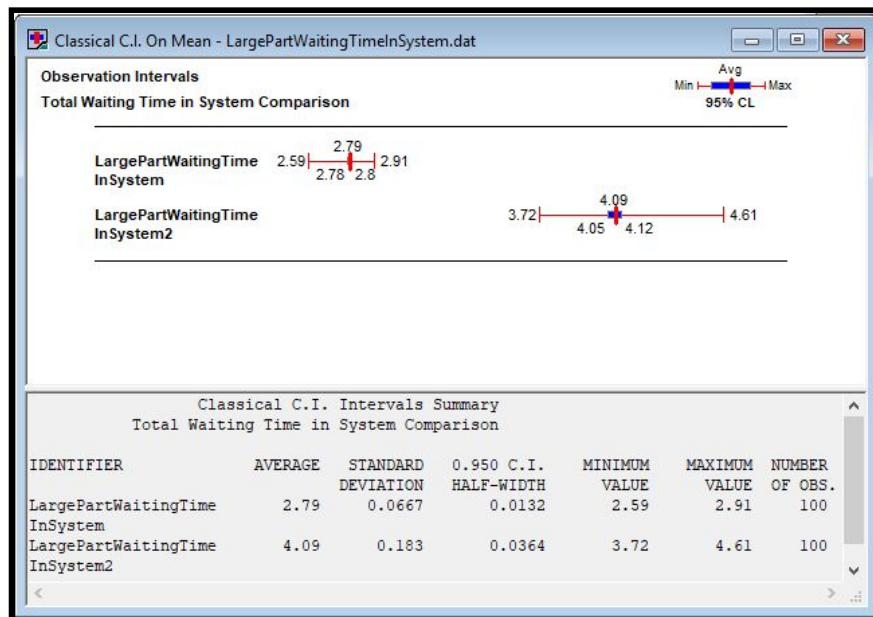 Classical C.I. On Mean - LargePartWaitingTimeInSystem.dat
Observation Intervals
Total Waiting Time in System Comparison
Avg
Min Max
95% CL
LargePartWaitingTime
InSystem
2.79
2.59 2.91
2.78 2.8
LargePartWaitingTime
InSystem2
4.09
3.72 4.61
4.05 4.12
Classical C.I. Intervals Summary
Total Waiting Time in System Comparison
IDENTIFIER AVERAGE STANDARD 0.950 C.I. MINIMUM MAXIMUM NUMBER
DEVIATION HALF-WIDTH VALUE VALUE OF OBS.
LargePartWaitingTime 2.79 0.0667 0.0132 2.59 2.91 100
InSystem
LargePartWaitingTime 4.09 0.183 0.0364 3.72 4.61 100
InSystem2